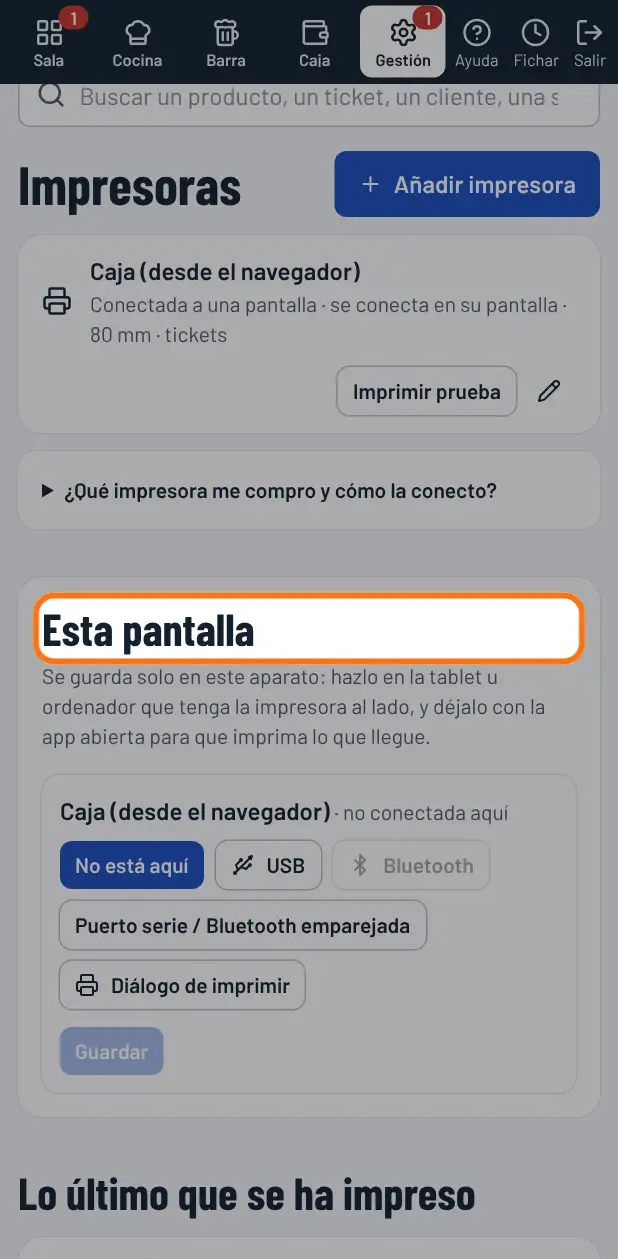 1
1
Sala
Cocina
Barra
Caja
Gestión
Ayuda
Fichar
Salir
Buscar un producto, un ticket, un cliente, una s
Impresoras
+ Añadir impresora
Caja (desde el navegador)
Conectada a una pantalla · se conecta en su pantalla ·
80 mm · tickets
Imprimir prueba
¿Qué impresora me compro y cómo la conecto?
Esta pantalla
Se guarda solo en este aparato: hazlo en la tablet u
ordenador que tenga la impresora al lado, y déjalo con la
app abierta para que imprima lo que llegue.
Caja (desde el navegador) · no conectada aquí
No está aquí
USB
Bluetooth
Puerto serie / Bluetooth emparejada
Diálogo de imprimir
Guardar
Lo último que se ha impreso